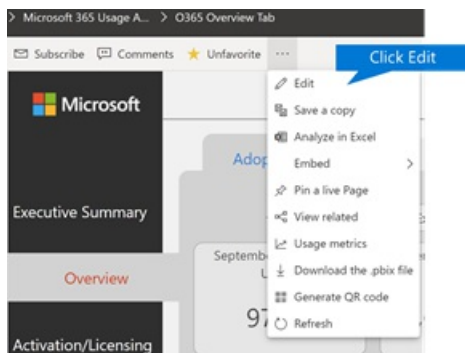 Microsoft 365 Usage A... > O365 Overview Tab
Subscribe Comments Unfavorite ...
Click Edit
Edit
Microsoft
Save a copy
Analyze in Excel
Embed >
Adop
Pin a live Page
Executive Summary
View related
Usage metrics
Septemb
Download the .pbix file
Overview
Generate QR code
97
Refresh
Activation/Licensing